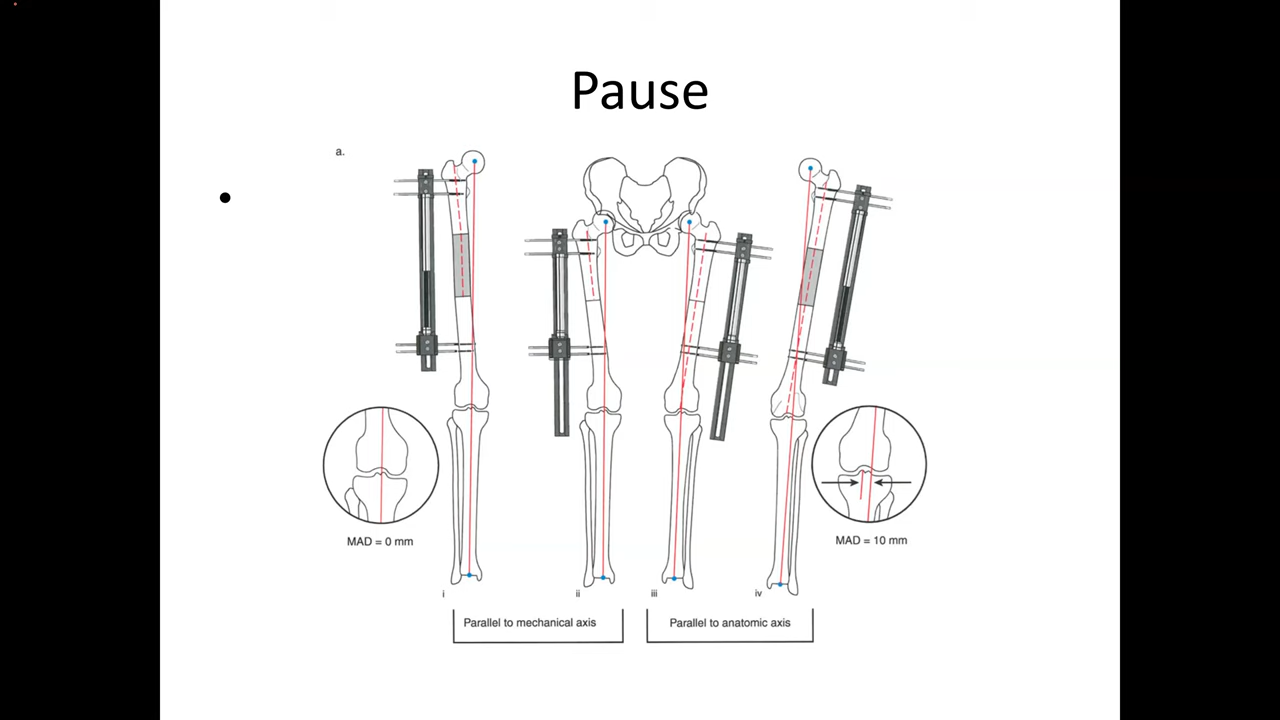 Pause
a.
MAD = 0 mm
MAD = 10 mm
i
ii
iii
iv
Parallel to mechanical axis
Parallel to anatomic axis